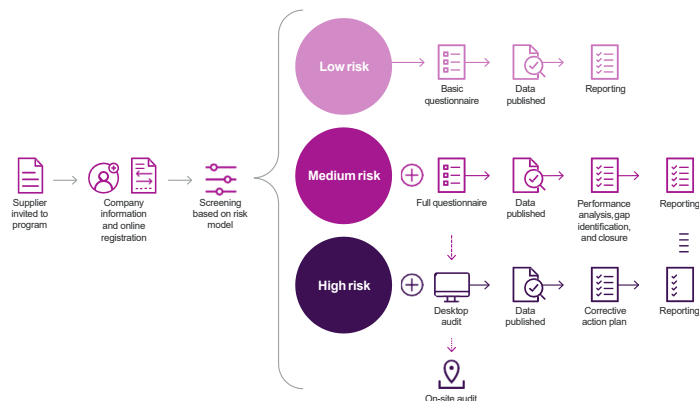 Low risk
Basic
questionnaire
Data
published
Reporting
Supplier
invited to
program
Company
information
and online
registration
Screening
based on risk
model
Medium risk
Full questionnaire
Data
published
Performance
analysis, gap
identification,
and closure
Reporting
High risk
Desktop
audit
Data
published
Corrective
action plan
Reporting
On-site audit